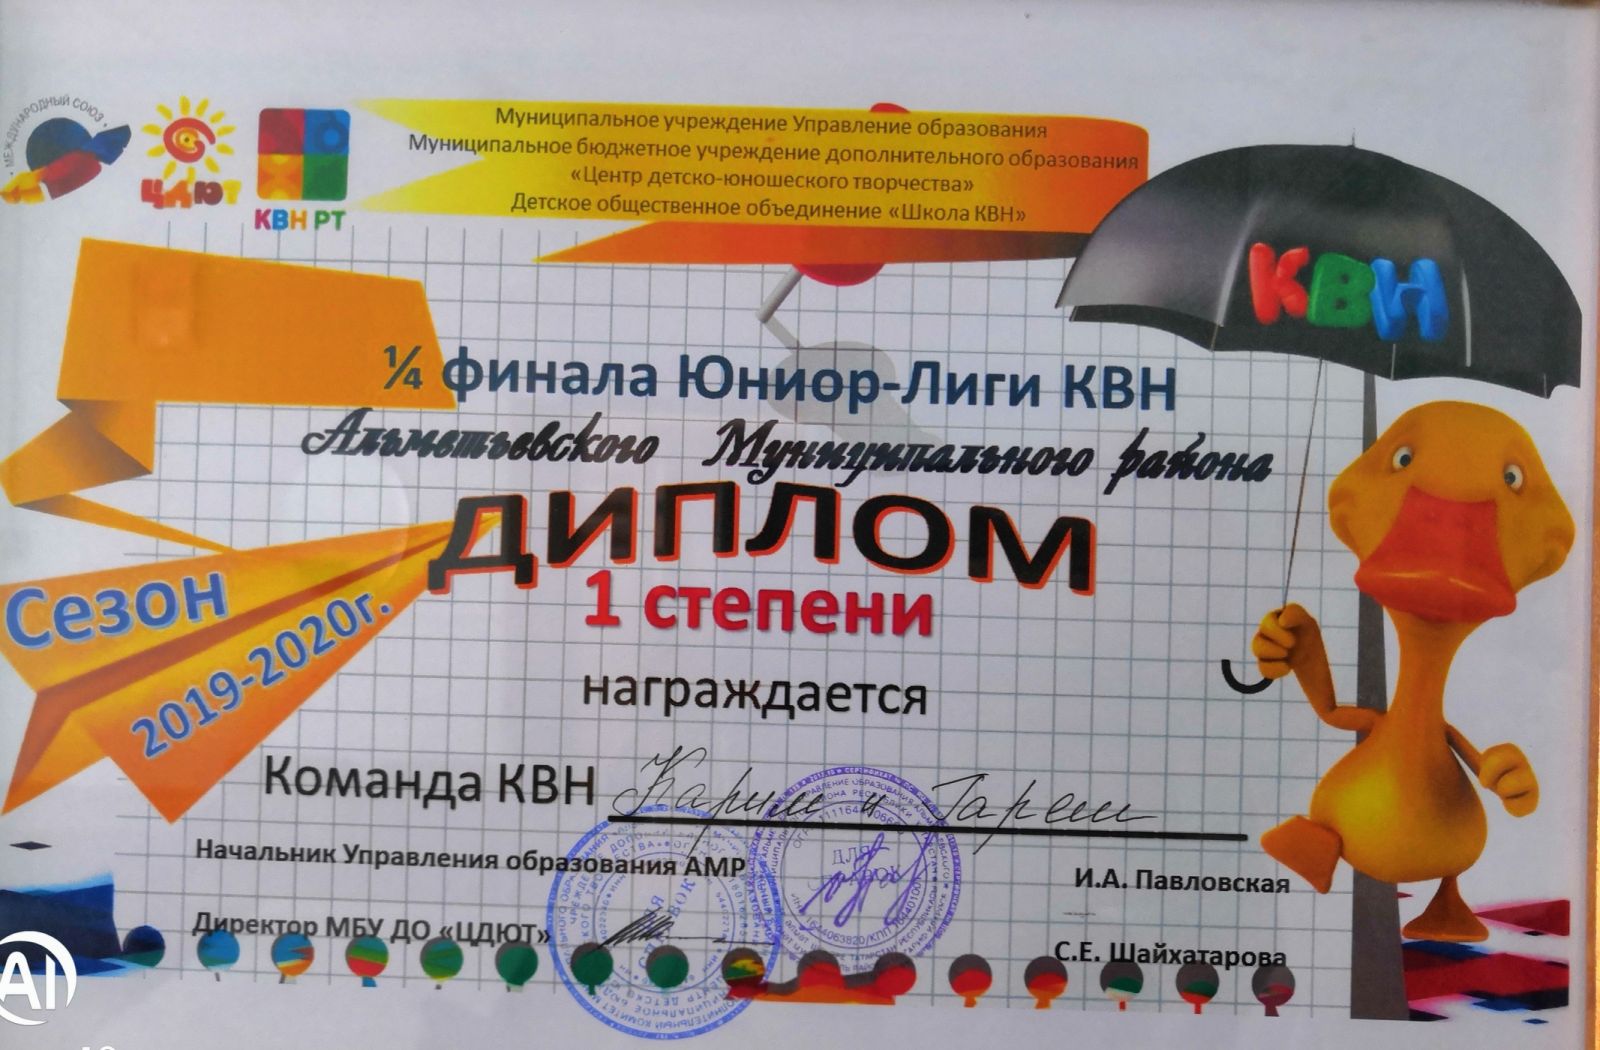 МЕЖДУНАРОДНЫЙ СОЮЗ
ЦДЮТ
КВН РТ
Муниципальное учреждение Управление образования
Муниципальное бюджетное учреждение дополнительного образования
«Центр детско-юношеского творчества»
Детское общественное объединение «Школа КВН»
КВН
¼ финала Юниор-Лиги КВН
Альметьевского Муниципального района
ДИПЛОМ
1 степени
Сезон
2019-2020г.
награждается
Команда КВН Карим и Гареш
Начальник Управления образования АМР
И.А. Павловская
Директор МБУ ДО «ЦДЮТ»
С.Е. Шайхатарова
ДЛЯ
AI